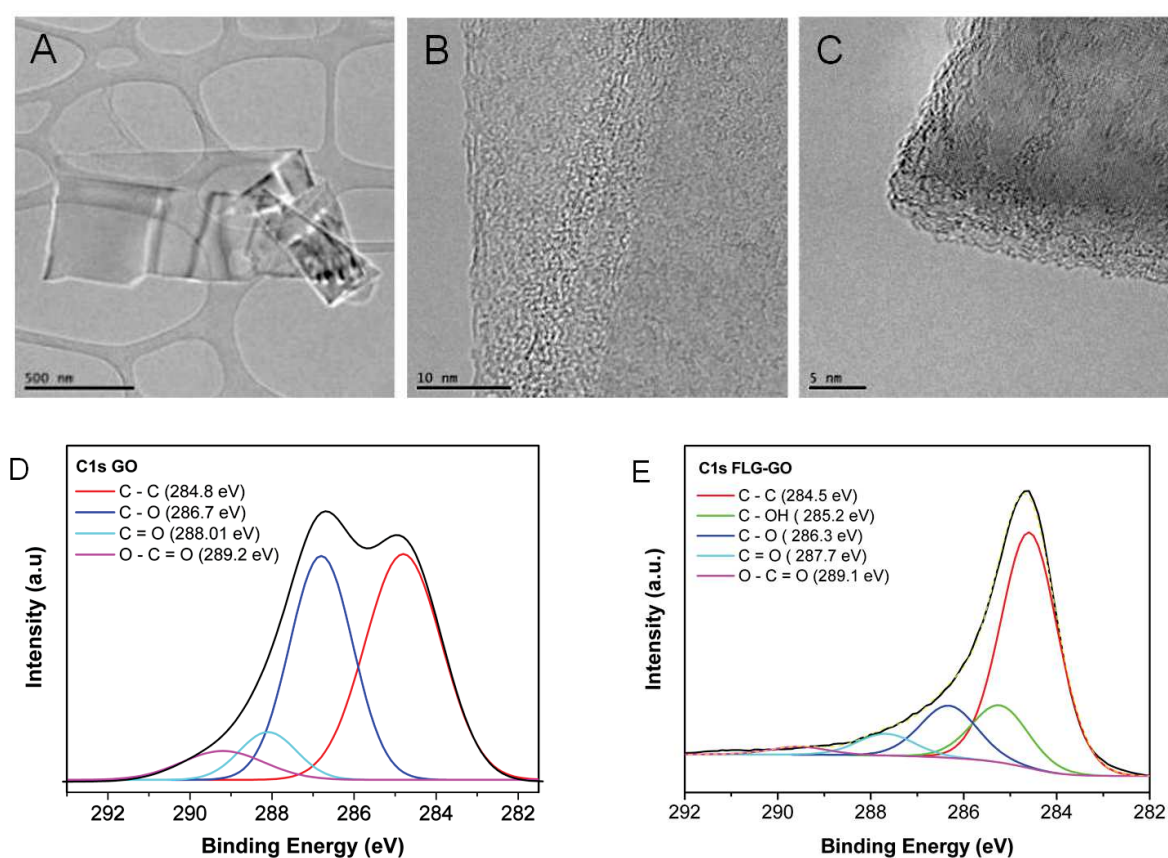 A
B
C
500 nm
10 nm
5 nm
D
C1s GO
C - C (284.8 eV)
C - O (286.7 eV)
C = O (288.01 eV)
O - C = O (289.2 eV)
Intensity (a.u)
292 290 288 286 284 282
Binding Energy (eV)
E
C1s FLG-GO
C - C (284.5 eV)
C - OH ( 285.2 eV)
C - O ( 286.3 eV)
C = O ( 287.7 eV)
O - C = O (289.1 eV)
Intensity (a.u.)
292 290 288 286 284 282
Binding Energy (eV)